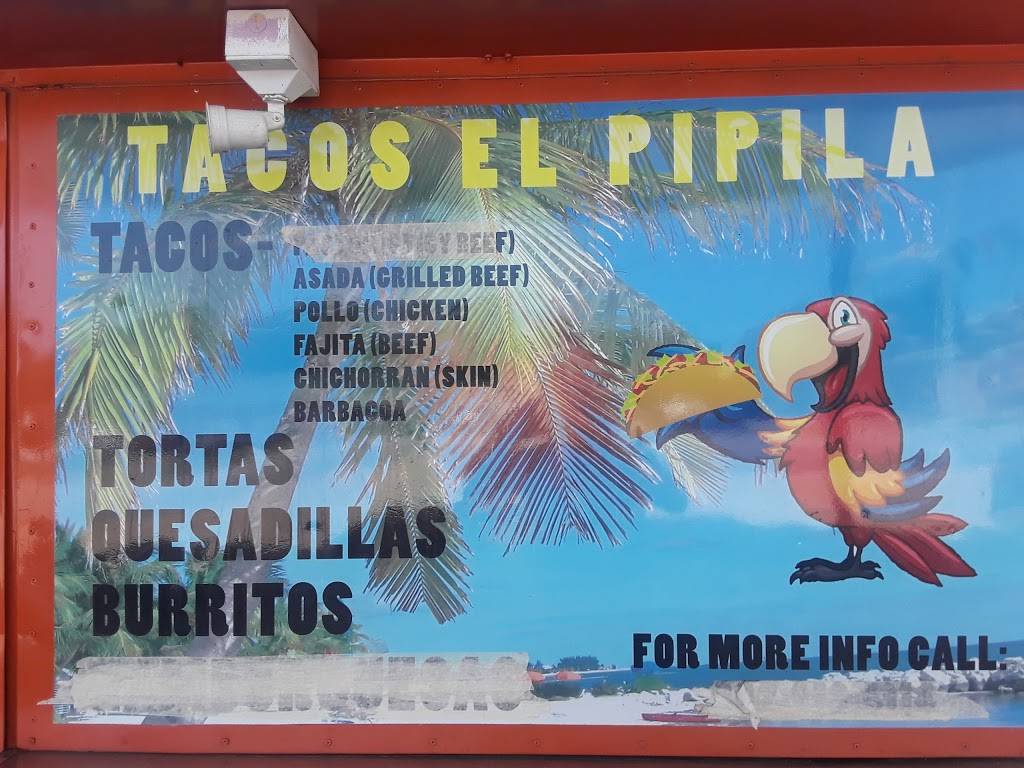 TACOS EL PIPILA
TACOS- BEEF)
ASADA (GRILLED BEEF)
POLLO (CHICKEN)
FAJITA (BEEF)
CHICHORRAN (SKIN)
BARBACOA
TORTAS
QUESADILLAS
BURRITOS
FOR MORE INFO CALL: